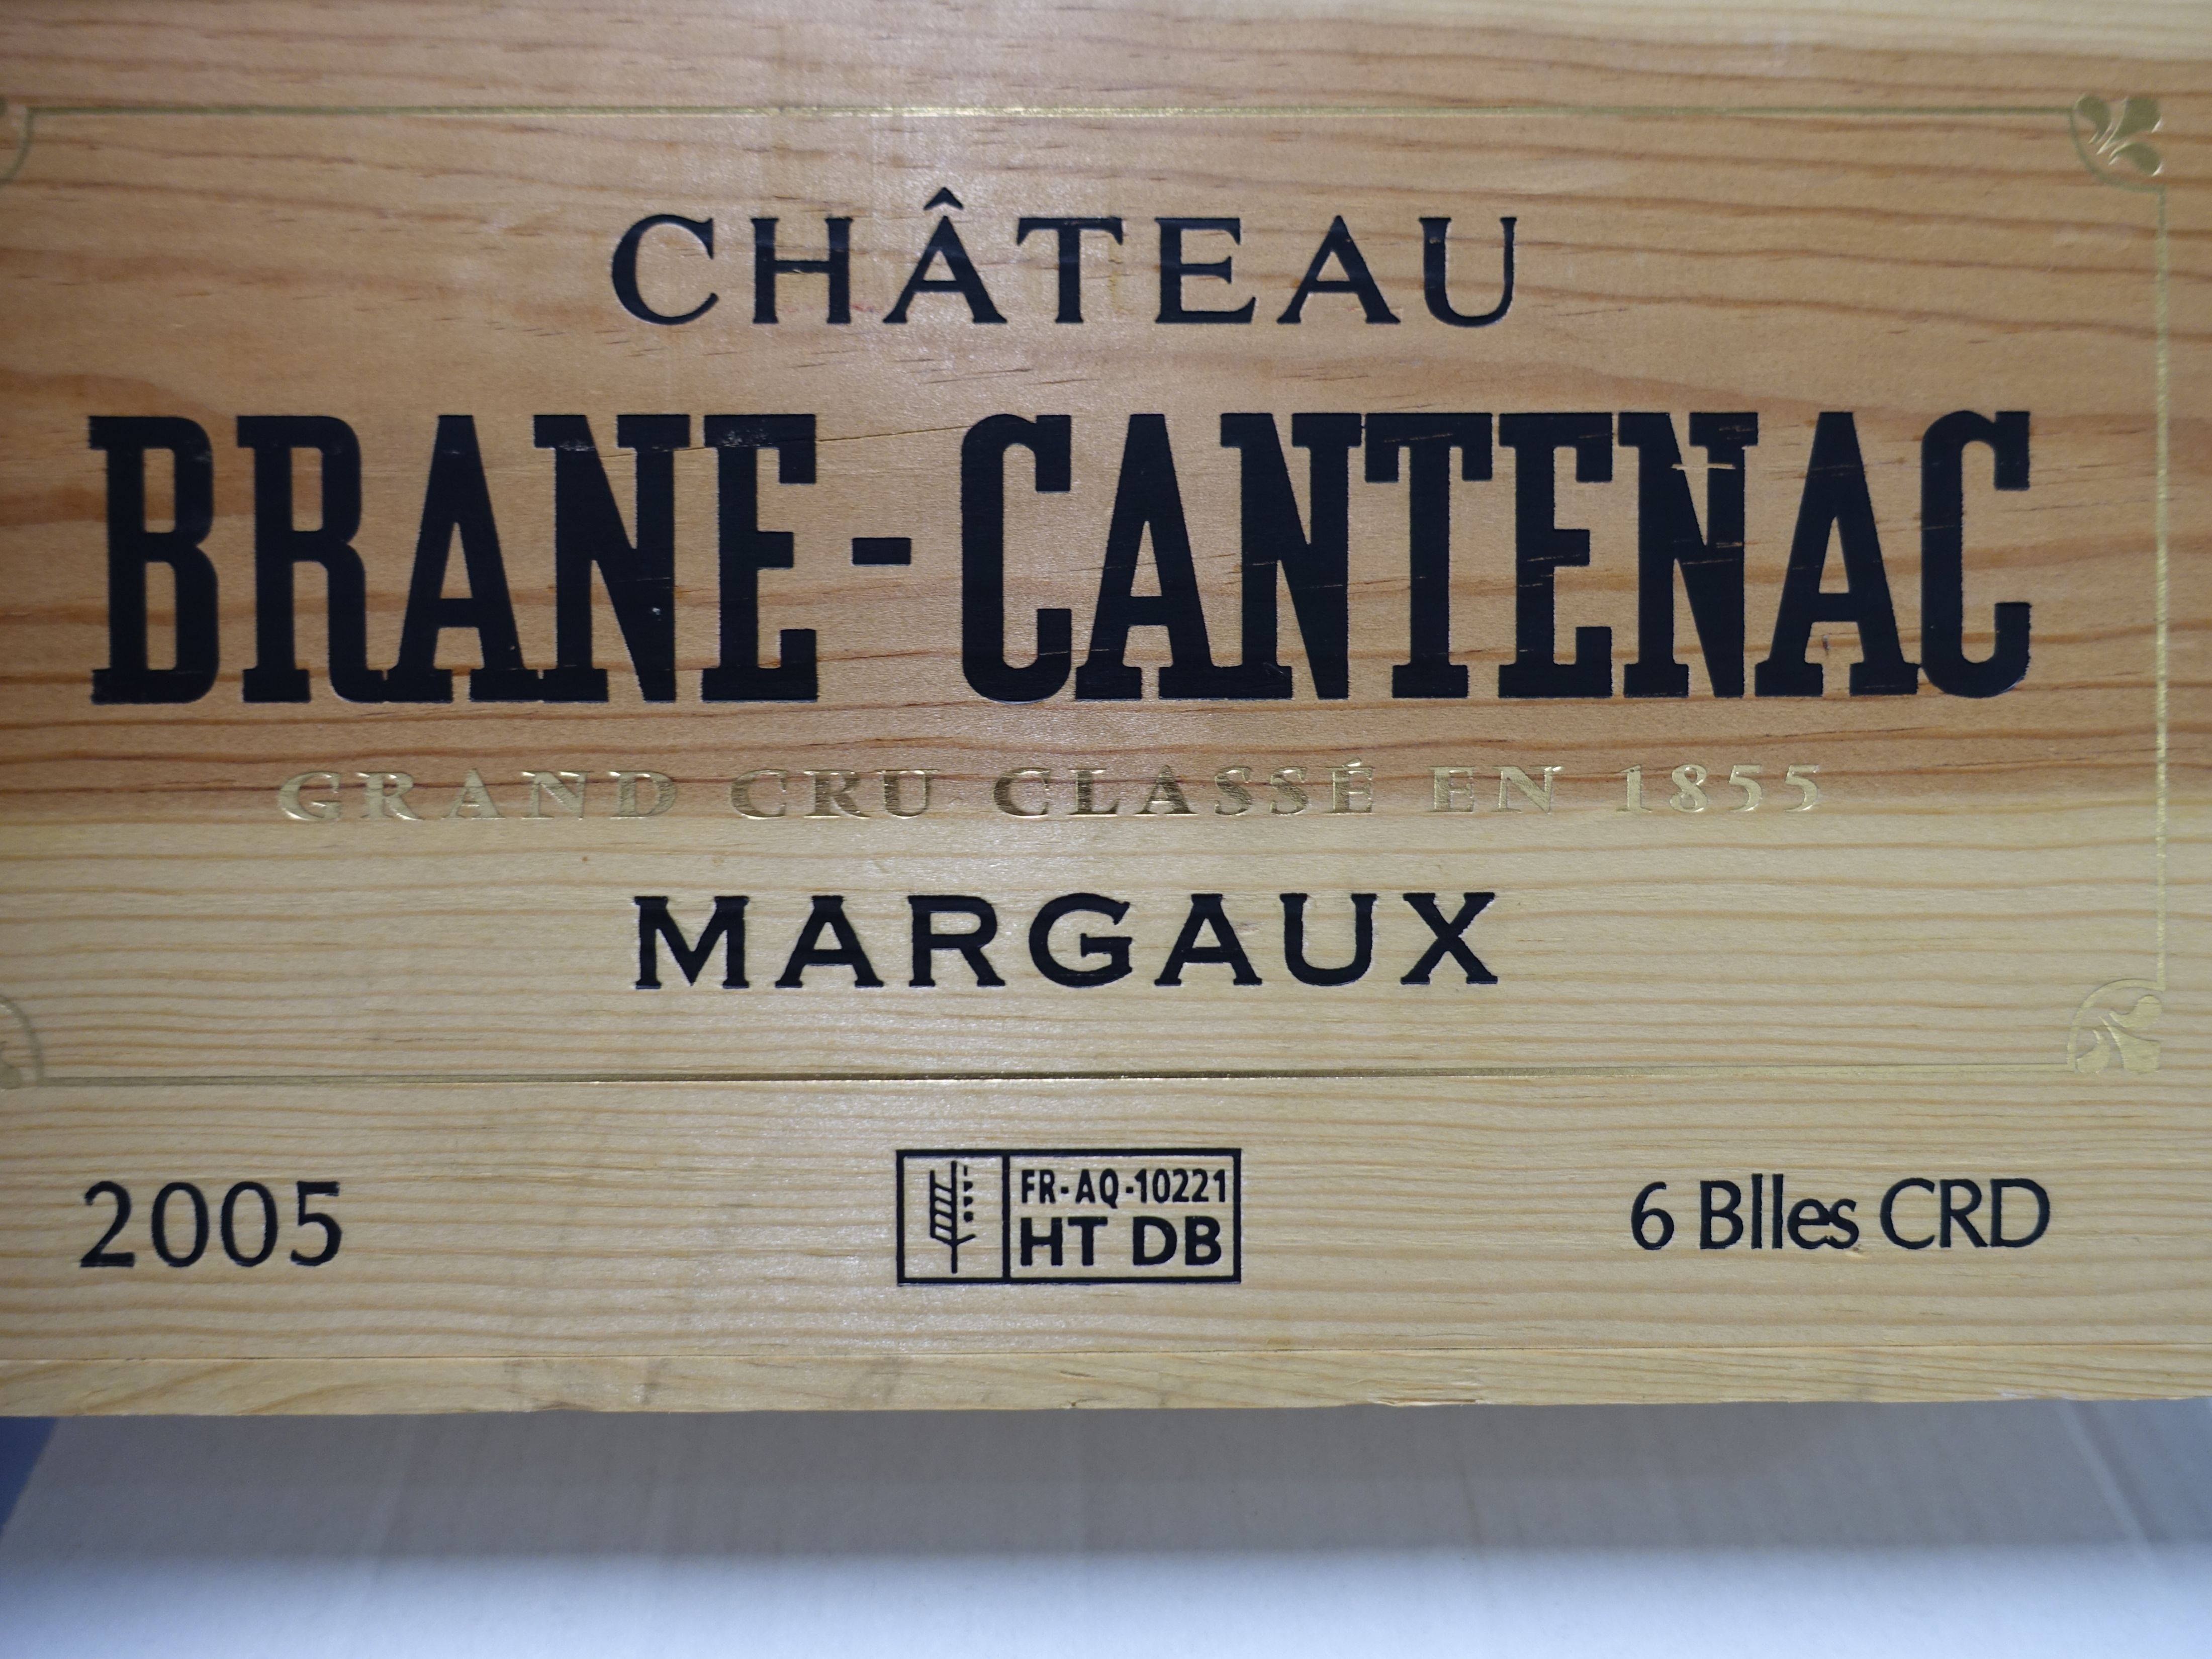 CHÂTEAU
BRANE-CANTENAC
GRAND CRU CLASSÉ EN 1855
MARGAUX
2005
FR-AQ-10221
HT DB
6 Blles CRD